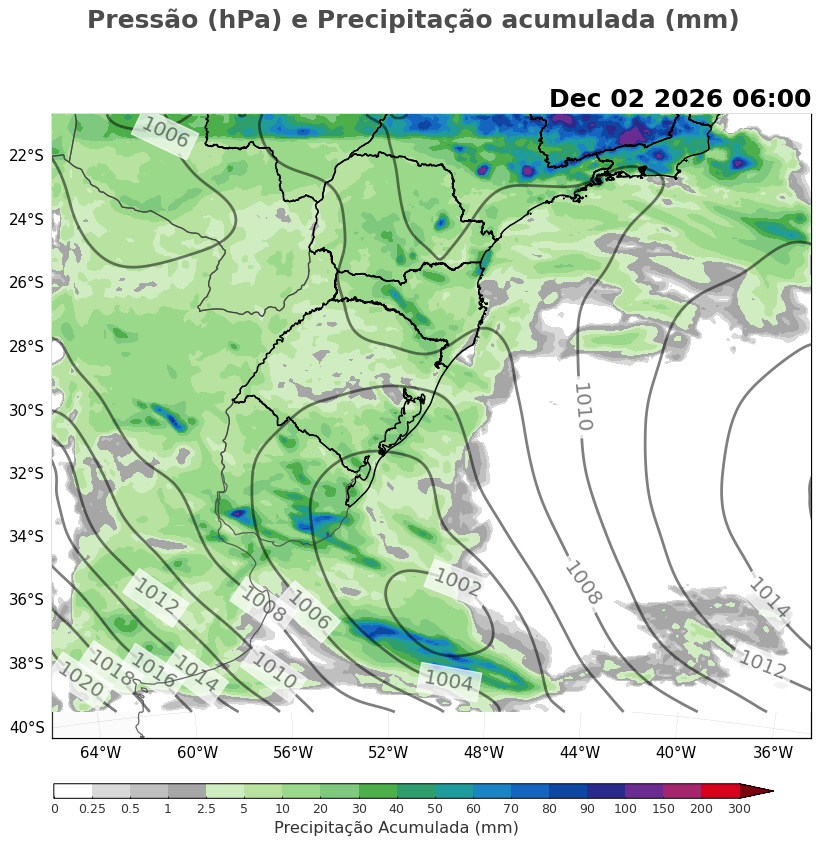 Pressão (hPa) e Precipitação acumulada (mm)
Dec 02 2026 06:00
1006
22°S
24°S
26°S
28°S
1010
30°S
32°S
34°S
1002
1012
1008
1006
1008
1014
36°S
1018
1016
1014
1010
1004
1012
38°S
1020
40°S
64°W 60°W 56°W 52°W 48°W 44°W 40°W 36°W
0 0.25 0.5 1 2.5 5 10 20 30 40 50 60 70 80 90 100 150 200 300
Precipitação Acumulada (mm)